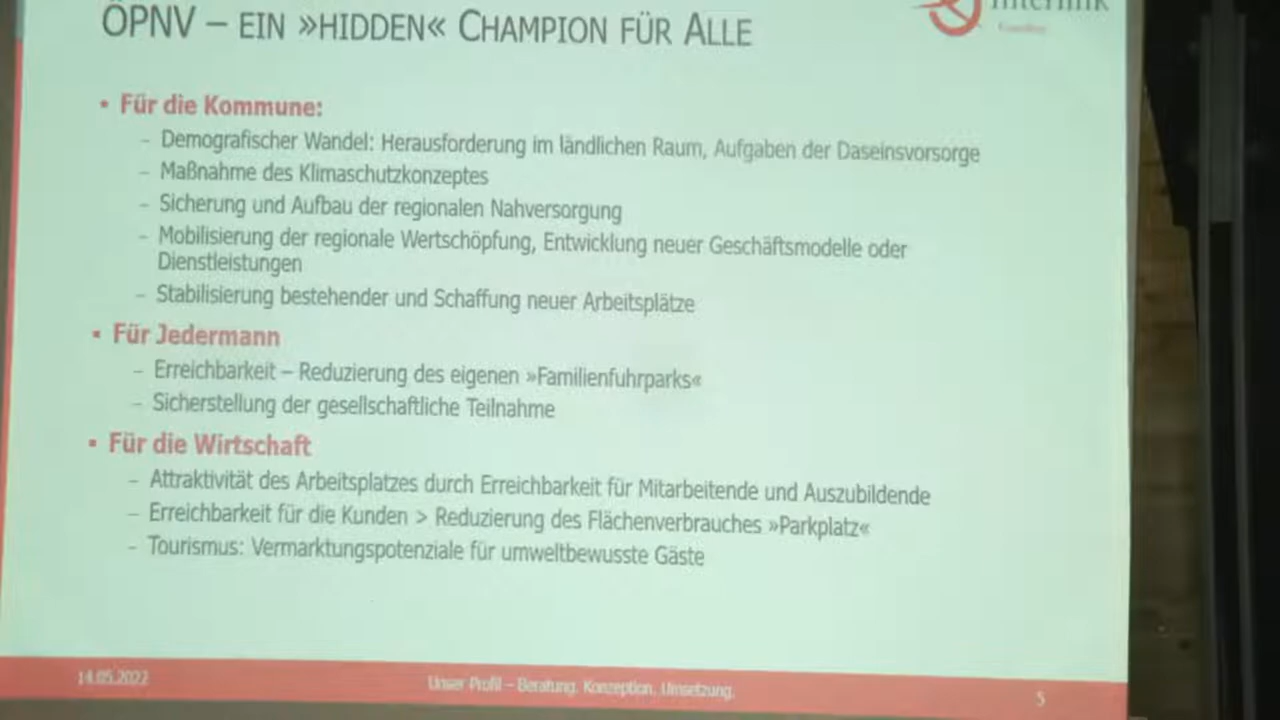 ÖPNV – EIN »HIDDEN« CHAMPION FÜR ALLE
▪ Für die Kommune:
– Demografischer Wandel: Herausforderung im ländlichen Raum, Aufgaben der Daseinsvorsorge
– Maßnahme des Klimaschutzkonzeptes
– Sicherung und Aufbau der regionalen Nahversorgung
– Mobilisierung der regionale Wertschöpfung, Entwicklung neuer Geschäftsmodelle oder
Dienstleistungen
– Stabilisierung bestehender und Schaffung neuer Arbeitsplätze
▪ Für Jedermann
– Erreichbarkeit – Reduzierung des eigenen »Familienfuhrparks«
– Sicherstellung der gesellschaftliche Teilnahme
▪ Für die Wirtschaft
– Attraktivität des Arbeitsplatzes durch Erreichbarkeit für Mitarbeitende und Auszubildende
– Erreichbarkeit für die Kunden > Reduzierung des Flächenverbrauches »Parkplatz«
– Tourismus: Vermarktungspotenziale für umweltbewusste Gäste
14.05.2022
Unser Profil – Beratung. Konzeption. Umsetzung.
5